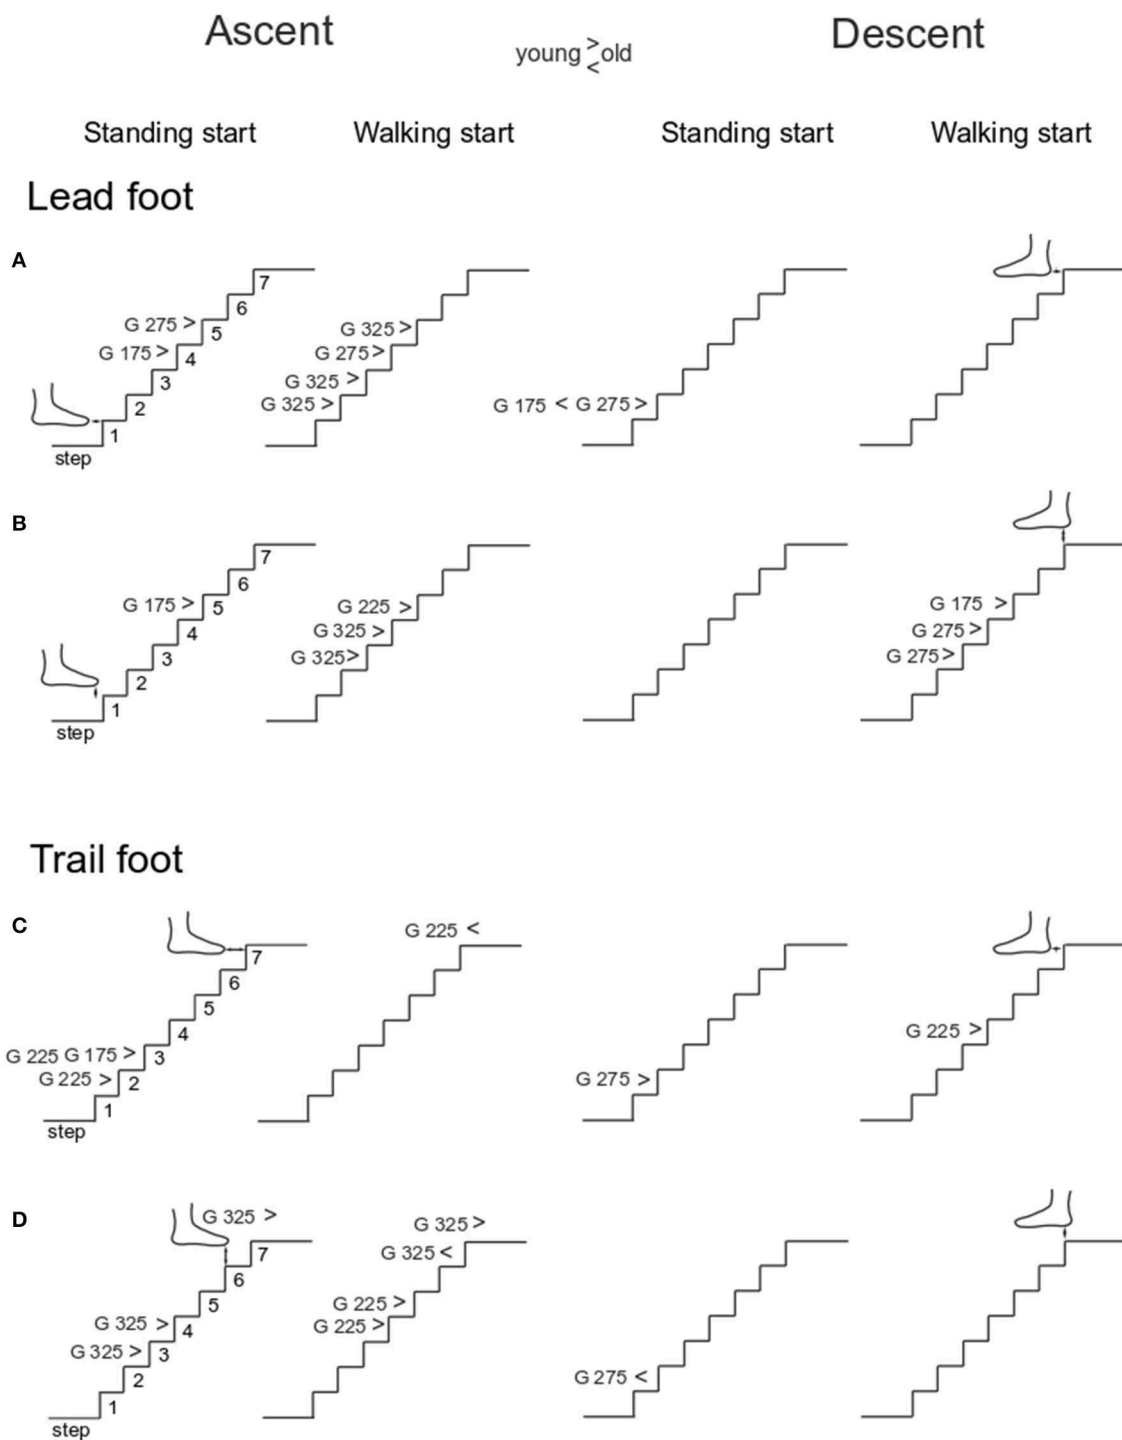 Ascent
Descent
young > < old
Standing start
Walking start
Standing start
Walking start
Lead foot
A
7
6
G 275 >
5
G 325 >
G 175 >
4
G 275 >
3
G 325 >
2
G 325 >
G 175 < G 275 >
1
step
B
7
6
G 175 >
5
G 225 >
G 175 >
4
G 325 >
G 275 >
3
G 325>
G 275>
2
1
step
Trail foot
C
G 225 <
7
6
5
4
G 225 >
G 225 G 175 >
3
G 225 >
2
G 275 >
1
step
D
G 325 >
G 325 >
7
G 325 <
6
5
G 225 >
G 325 >
4
G 225 >
G 325 >
3
2
G 275 <
1
step